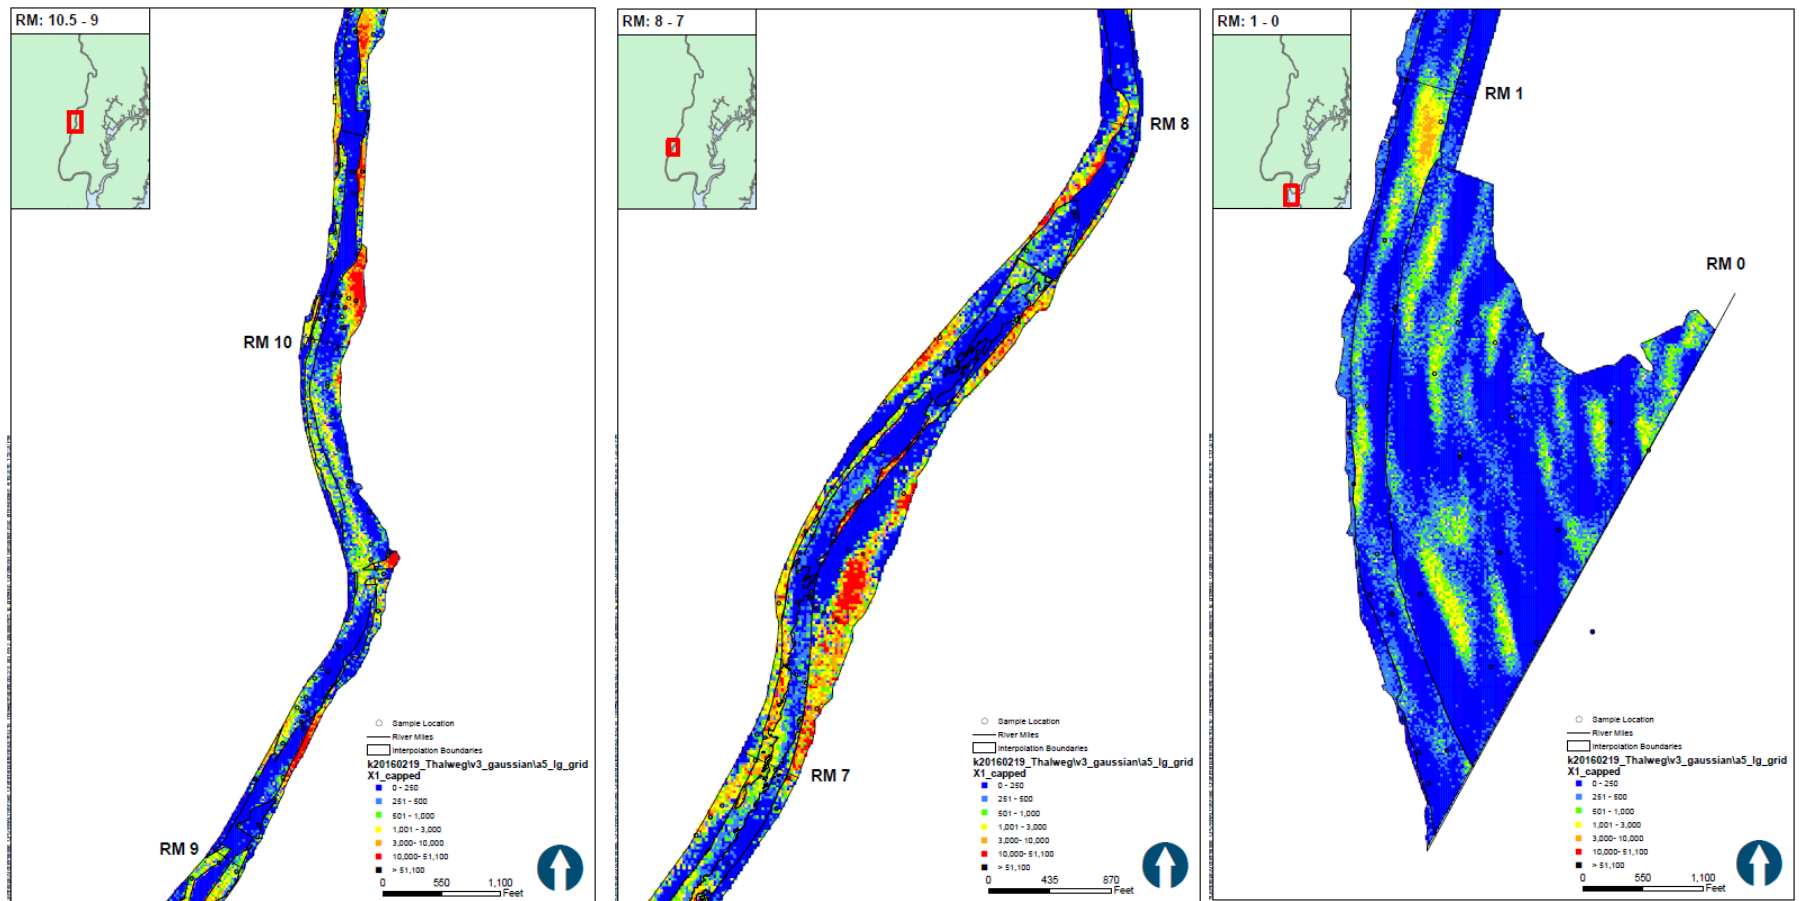 RM: 10.5 - 9
RM 10
RM 9
Sample Location
River Miles
Interpolation Boundaries
k20160219_Thalweg\v3_gaussian\a5_lg_grid
X1_capped
0 - 250
251 - 500
501 - 1,000
1,001 - 3,000
3,000- 10,000
10,000- 51,100
> 51,100
0 550 1,100
Feet
RM: 8 - 7
RM 8
RM 7
Sample Location
River Miles
Interpolation Boundaries
k20160219_Thalweg\v3_gaussian\a5_lg_grid
X1_capped
0 - 250
251 - 500
501 - 1,000
1,001 - 3,000
3,000- 10,000
10,000- 51,100
> 51,100
0 435 870
Feet
RM: 1 - 0
RM 1
RM 0
Sample Location
River Miles
Interpolation Boundaries
k20160219_Thalweg\v3_gaussian\a5_lg_grid
X1_capped
0 - 250
251 - 500
501 - 1,000
1,001 - 3,000
3,000- 10,000
10,000- 51,100
> 51,100
0 550 1,100
Feet